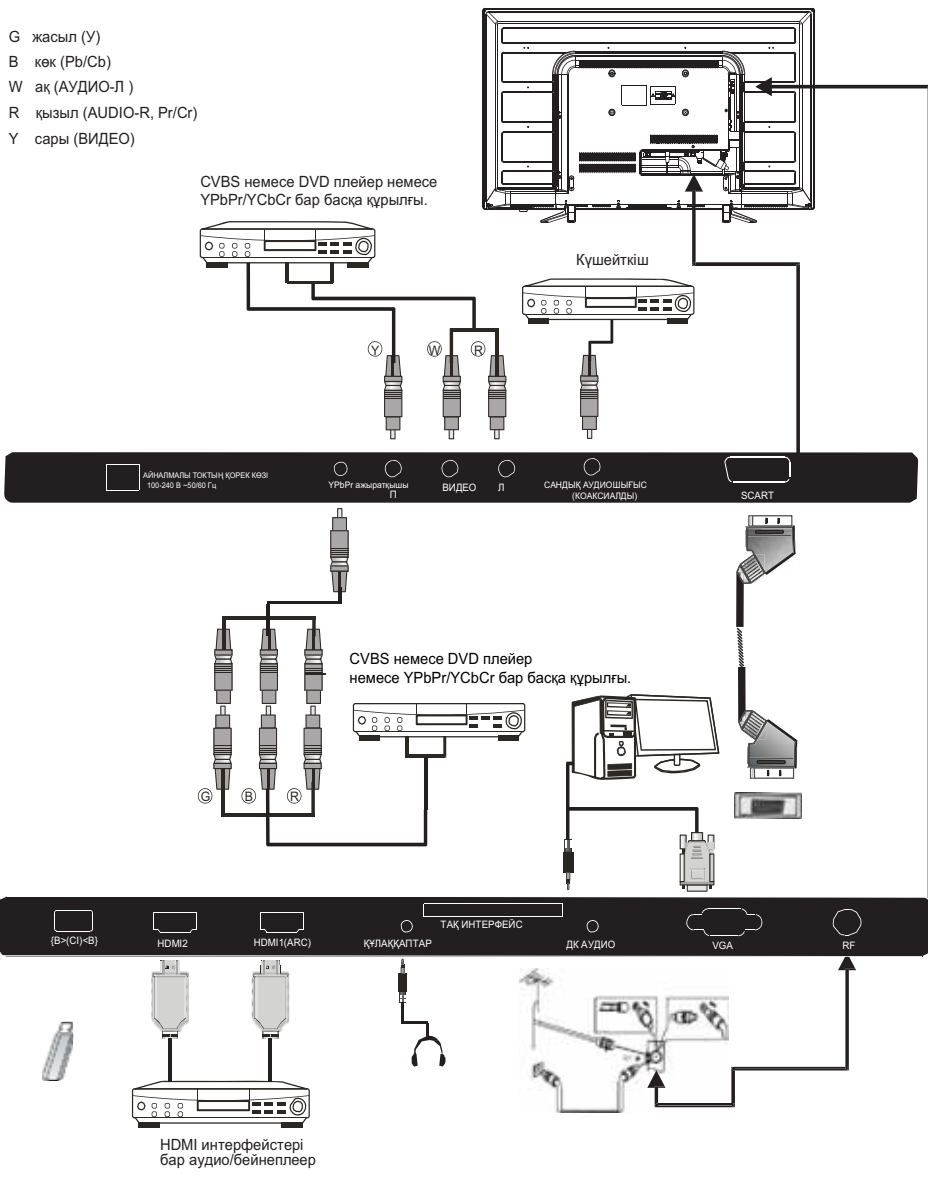 G жасыл (У)
B көк (Pb/Cb)
W ақ (АУДИО-Л )
R қызыл (AUDIO-R, Pr/Cr)
Y сары (ВИДЕО)
CVBS немесе DVD плейер немесе
YPbPr/YCbCr бар басқа құрылғы.
Күшейткіш
Y
W
R
АЙНАЛМАЛЫ ТОКТЫҢ ҚОРЕК КӨЗІ
100-240 В ~50/60 Гц
YPbPr ажыратқышы
П
ВИДЕО
Л
САНДЫҚ АУДИОШЫҒЫС
(КОАКСИАЛДЫ)
SCART
CVBS немесе DVD плейер
немесе YPbPr/YCbCr бар басқа құрылғы.
G
B
R
{B>(CI)<B}
HDMI2
HDMI1(ARC)
ҚҰЛАҚҚАПТАР
ТАҚ ИНТЕРФЕЙС
ДК АУДИО
VGA
RF
HDMI интерфейстері
бар аудио/бейнеплеер